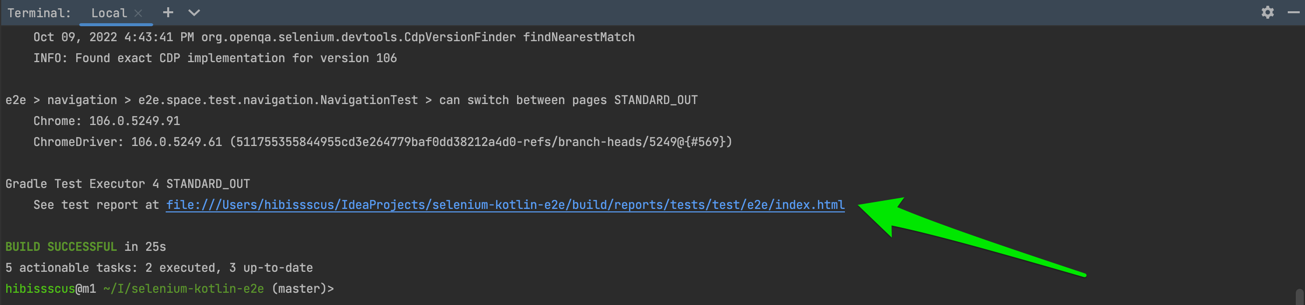 Terminal: Local × + 
Oct 09, 2022 4:43:41 PM org.openqa.selenium.devtools.CdpVersionFinder findNearestMatch
INFO: Found exact CDP implementation for version 106
e2e > navigation > e2e.space.test.navigation.NavigationTest > can switch between pages STANDARD_OUT
Chrome: 106.0.5249.91
ChromeDriver: 106.0.5249.61 (511755355844955cd3e264779baf0dd38212a4d0-refs/branch-heads/5249@{#569})
Gradle Test Executor 4 STANDARD_OUT
See test report at file:///Users/hibissscus/IdeaProjects/selenium-kotlin-e2e/build/reports/tests/test/e2e/index.html
BUILD SUCCESSFUL in 25s
5 actionable tasks: 2 executed, 3 up-to-date
hibissscus@m1 ~/I/selenium-kotlin-e2e (master)>